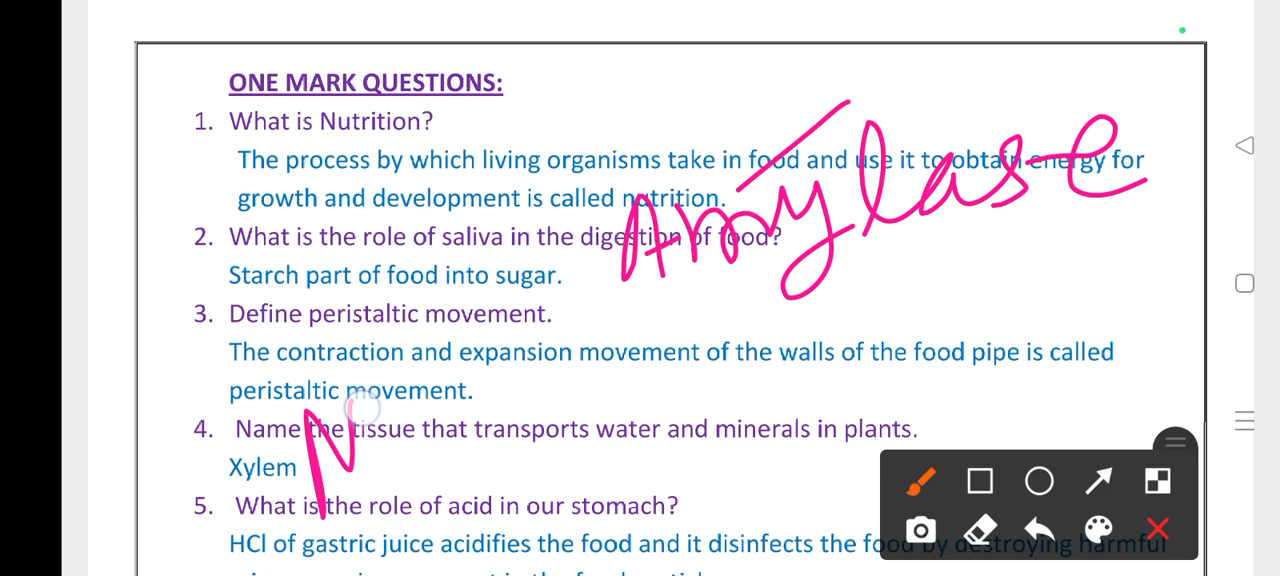 ONE MARK QUESTIONS:
1. What is Nutrition?
The process by which living organisms take in food and use it to obtain energy for
growth and development is called nutrition.
Amylase
2. What is the role of saliva in the digestion of food?
Starch part of food into sugar.
3. Define peristaltic movement.
The contraction and expansion movement of the walls of the food pipe is called
peristaltic movement.
4. Name the tissue that transports water and minerals in plants.
Xylem
5. What is the role of acid in our stomach?
HCl of gastric juice acidifies the food and it disinfects the food by destroying harmful